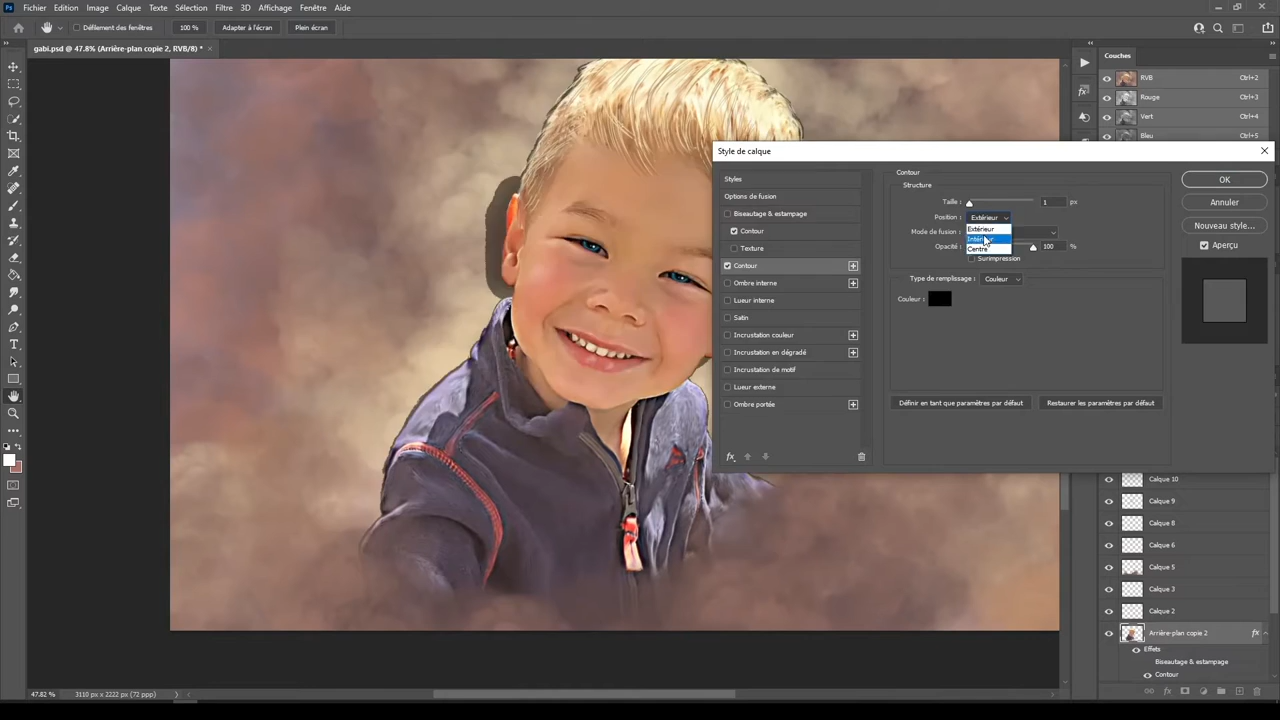 Ps Fichier Edition Image Calque Texte Sélection Filtre 3D Affichage Fenêtre Aide
Défilement des fenêtres 100 % Adapter à l'écran Plein écran
gabi.psd @ 47.8% (Arrière-plan copie 2, RVB/8) * ×
Couches
RVB Ctrl+2
Rouge Ctrl+3
Vert Ctrl+4
Bleu Ctrl+5
Style de calque
Styles
Options de fusion
Biseautage & estampage
Contour
Texture
Contour
Ombre interne
Lueur interne
Satin
Incrustation couleur
Incrustation en dégradé
Incrustation de motif
Lueur externe
Ombre portée
fx
Contour
Structure
Taille : 1 px
Position : Extérieur
Extérieur
Centre
Mode de fusion :
Opacité : 100 %
Surimpression
Type de remplissage : Couleur
Couleur :
Définir en tant que paramètres par défaut Restaurer les paramètres par défaut
OK
Annuler
Nouveau style...
Aperçu
Calque 10
Calque 9
Calque 8
Calque 6
Calque 5
Calque 3
Calque 2
Arrière-plan copie 2 fx
Effets
Biseautage & estampage
Contour
47.82 % 3110 px x 2222 px (72 ppp)